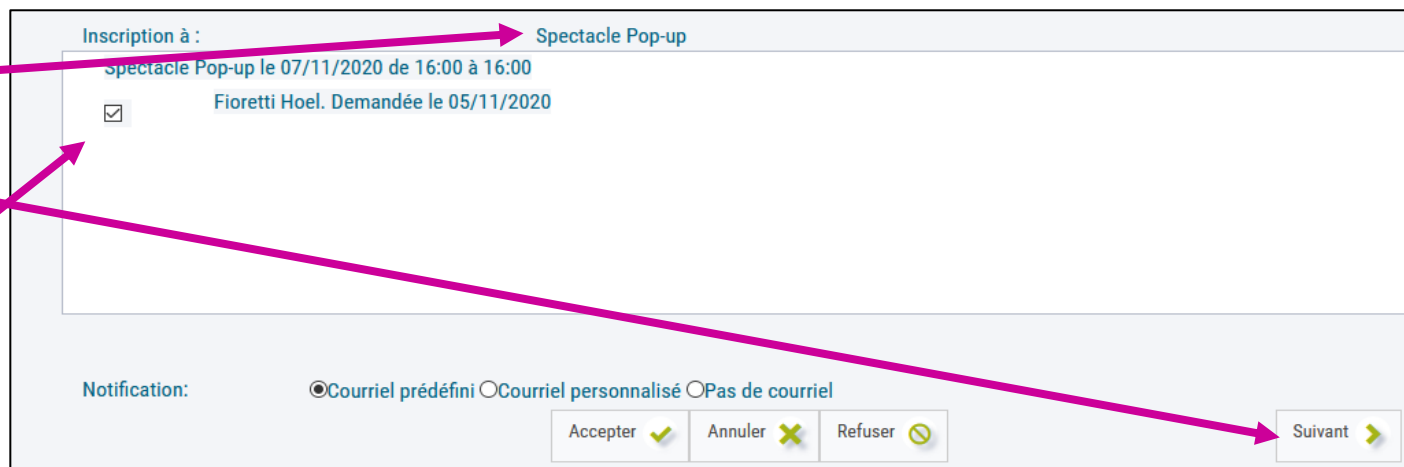 Inscription à : Spectacle Pop-up
Spectacle Pop-up le 07/11/2020 de 16:00 à 16:00
Fioretti Hoel. Demandée le 05/11/2020
Notification: Courriel prédéfini Courriel personnalisé Pas de courriel
Accepter Annuler Refuser Suivant